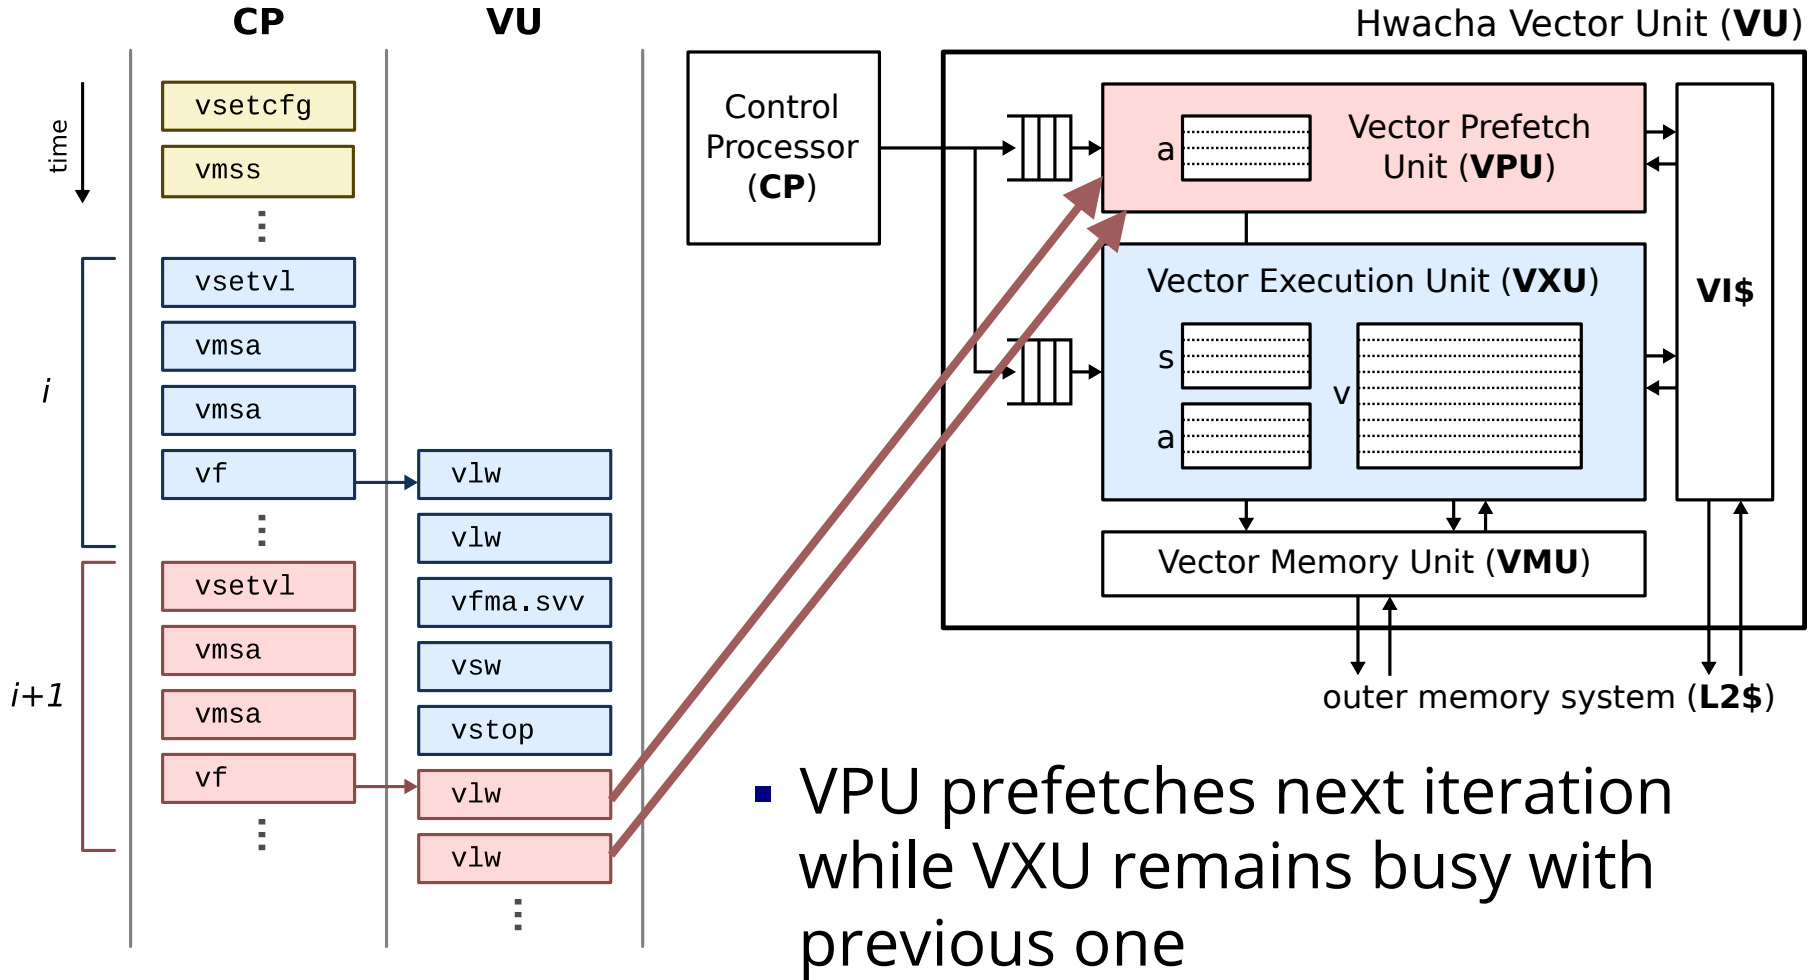 CP
VU
time
vsetcfg
vmss
i
vsetvl
vmsa
vmsa
vf
i+1
vsetvl
vmsa
vmsa
vf
vlw
vlw
vfma.svv
vsw
vstop
vlw
vlw
Hwacha Vector Unit (VU)
Control
Processor
(CP)
a
Vector Prefetch
Unit (VPU)
Vector Execution Unit (VXU)
s
a
v
VI$
Vector Memory Unit (VMU)
outer memory system (L2$)
▪ VPU prefetches next iteration
while VXU remains busy with
previous one